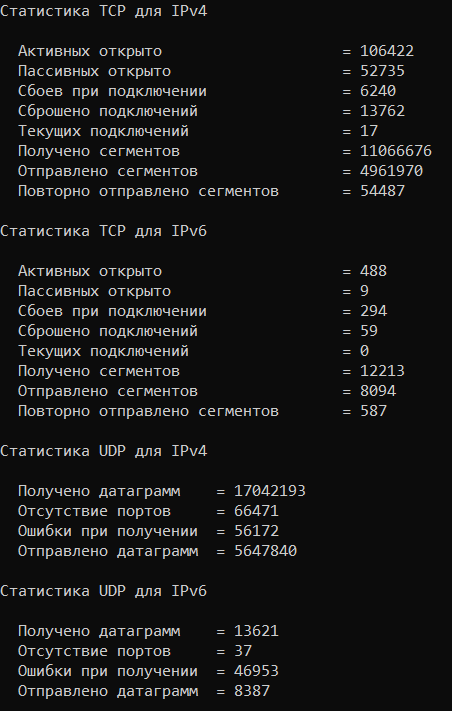 Статистика TCP для IPv4
Активных открыто = 106422
Пассивных открыто = 52735
Сбоев при подключении = 6240
Сброшено подключений = 13762
Текущих подключений = 17
Получено сегментов = 11066676
Отправлено сегментов = 4961970
Повторно отправлено сегментов = 54487
Статистика TCP для IPv6
Активных открыто = 488
Пассивных открыто = 9
Сбоев при подключении = 294
Сброшено подключений = 59
Текущих подключений = 0
Получено сегментов = 12213
Отправлено сегментов = 8094
Повторно отправлено сегментов = 587
Статистика UDP для IPv4
Получено датаграмм = 17042193
Отсутствие портов = 66471
Ошибки при получении = 56172
Отправлено датаграмм = 5647840
Статистика UDP для IPv6
Получено датаграмм = 13621
Отсутствие портов = 37
Ошибки при получении = 46953
Отправлено датаграмм = 8387